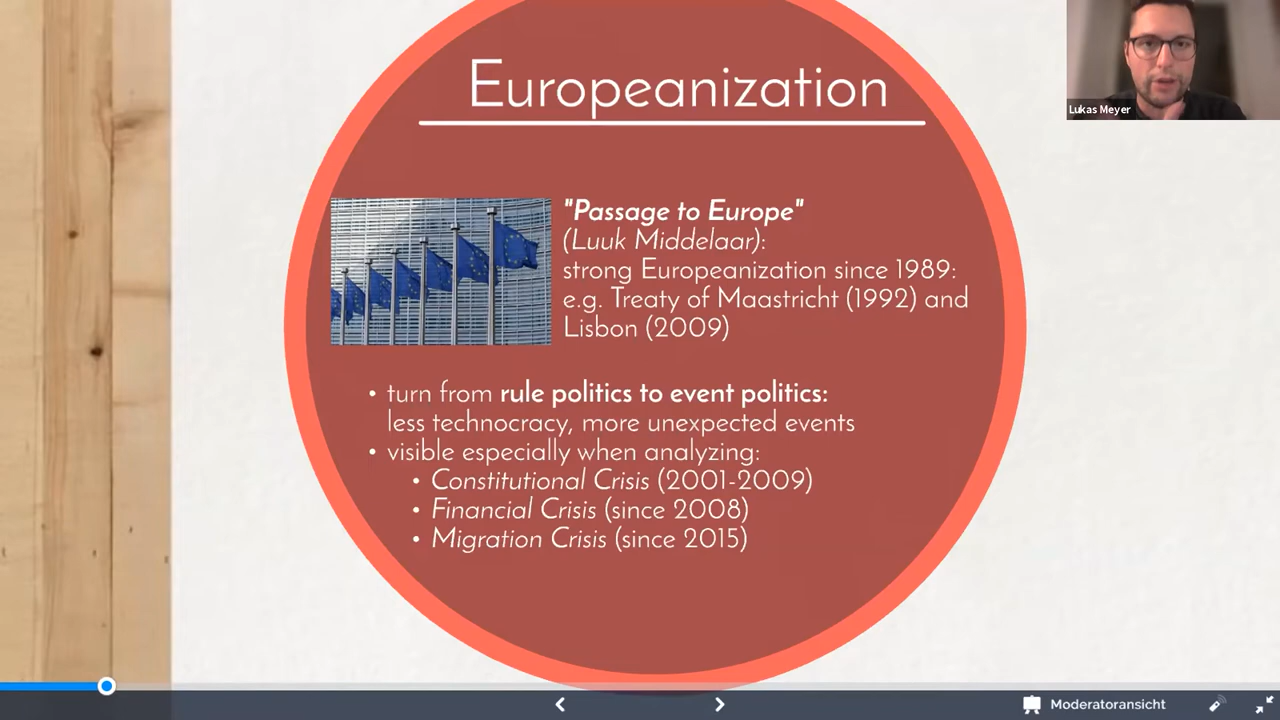 Europeanization
Lukas Meyer
"Passage to Europe"
(Luuk Middelaar):
strong Europeanization since 1989:
e.g. Treaty of Maastricht (1992) and
Lisbon (2009)
• turn from rule politics to event politics:
less technocracy, more unexpected events
• visible especially when analyzing:
• Constitutional Crisis (2001-2009)
• Financial Crisis (since 2008)
• Migration Crisis (since 2015)
Moderatoransicht